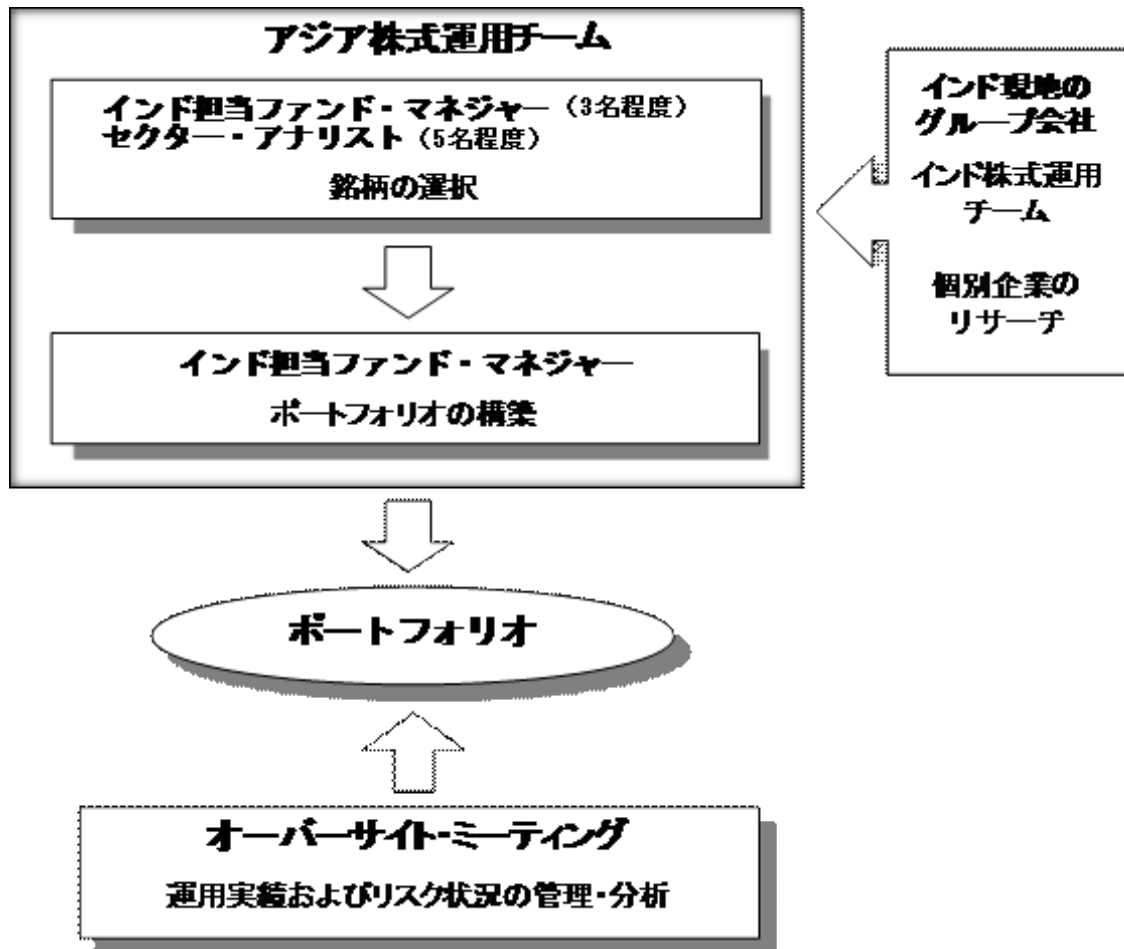 アジア株式運用チーム
インド担当ファンド・マネジャー（3名程度）
セクター・アナリスト（5名程度）
銘柄の選択
インド担当ファンド・マネジャー
ポートフォリオの構築
インド現地の
グループ会社
インド株式運用
チーム
個別企業の
リサーチ
ポートフォリオ
オーバーサイト・ミーティング
運用実績およびリスク状況の管理・分析